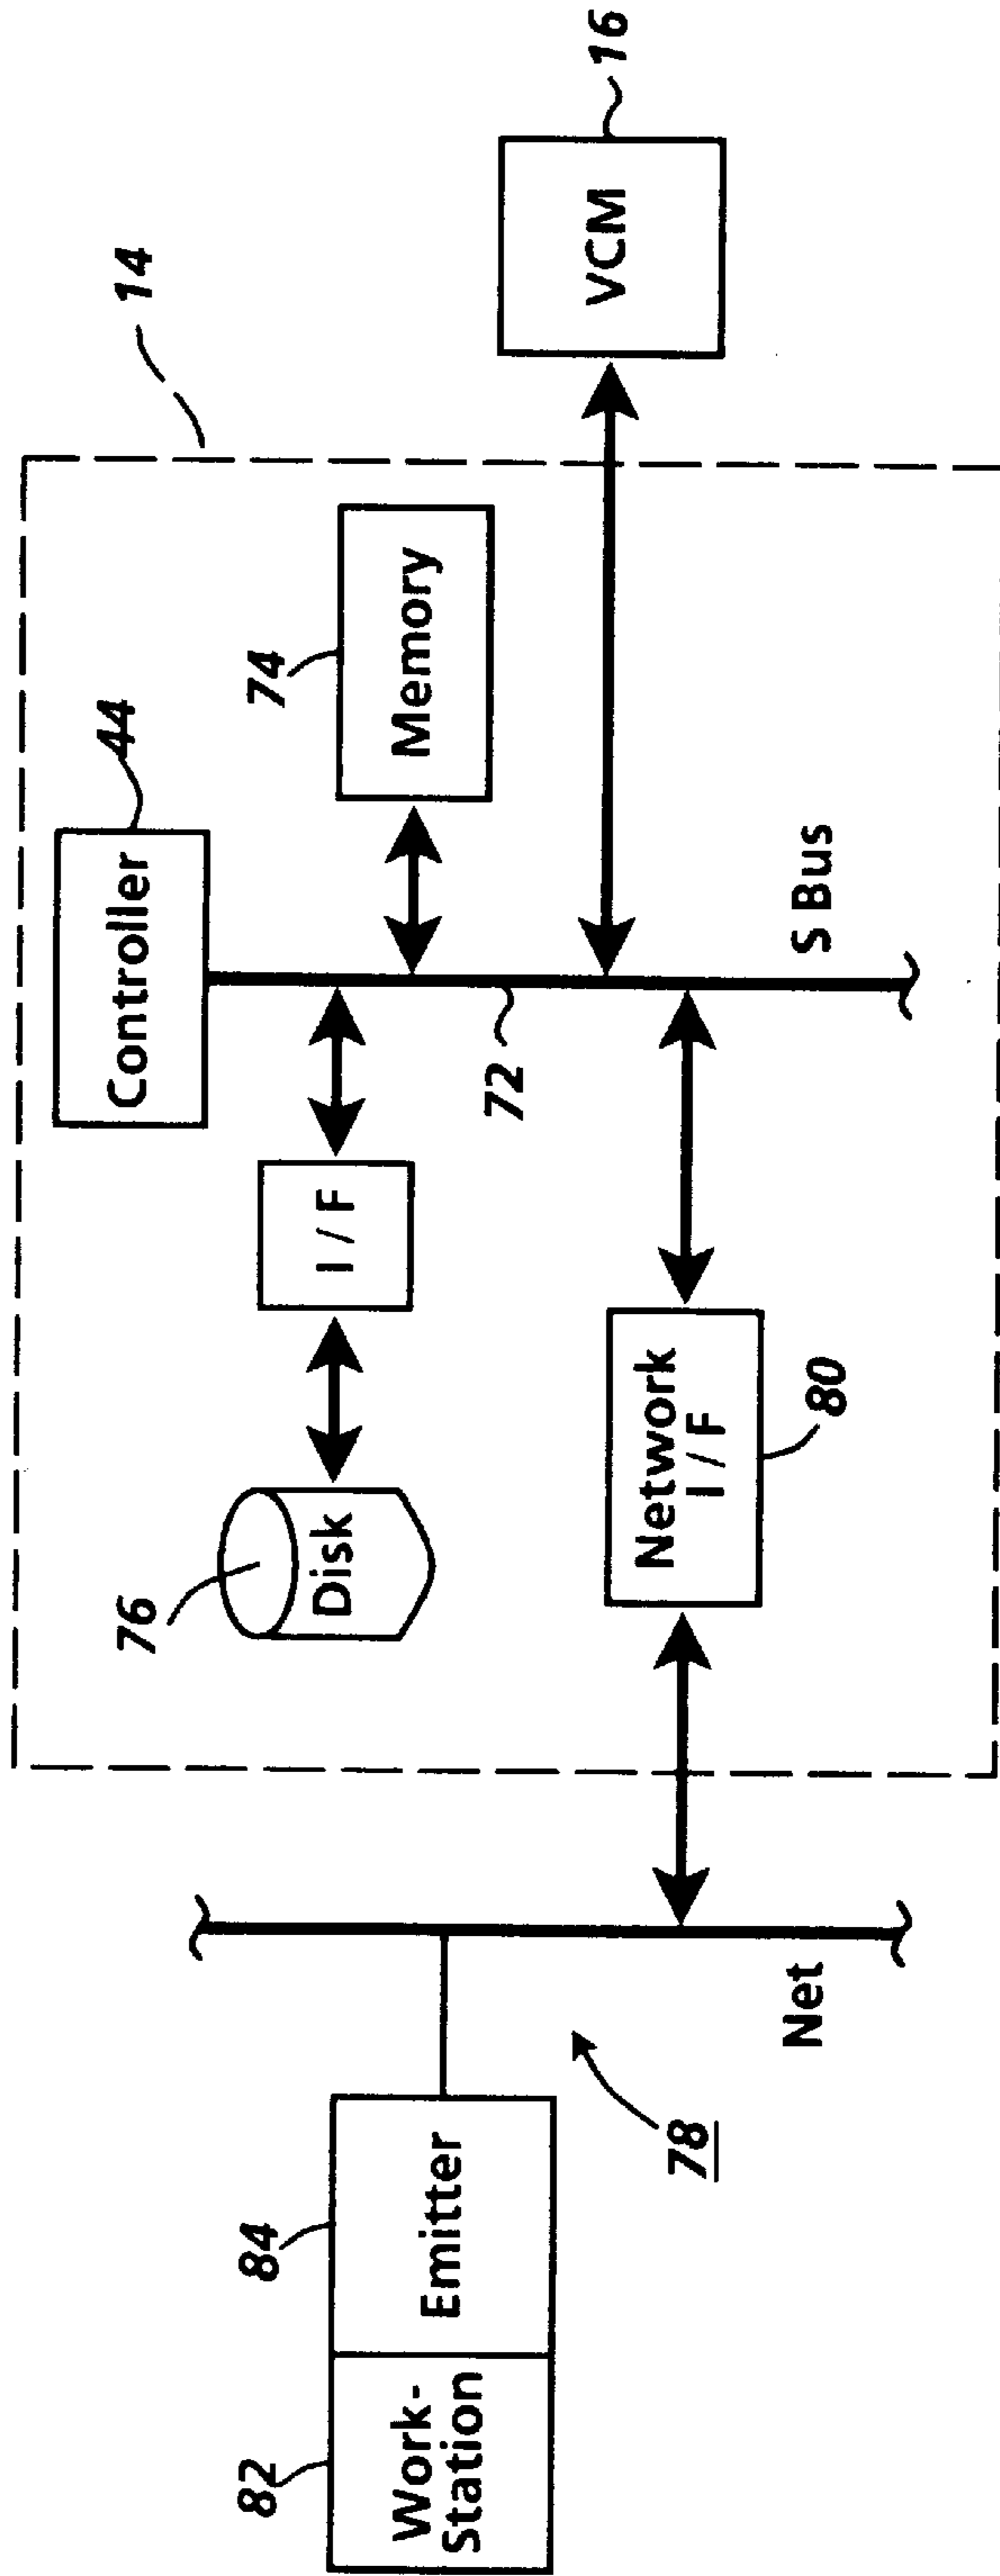 14
Controller
44
76
Disk
I / F
74
Memory
72
VCM
16
82
Work-
Station
84
Emitter
78
Net
Network
I / F
80
S Bus